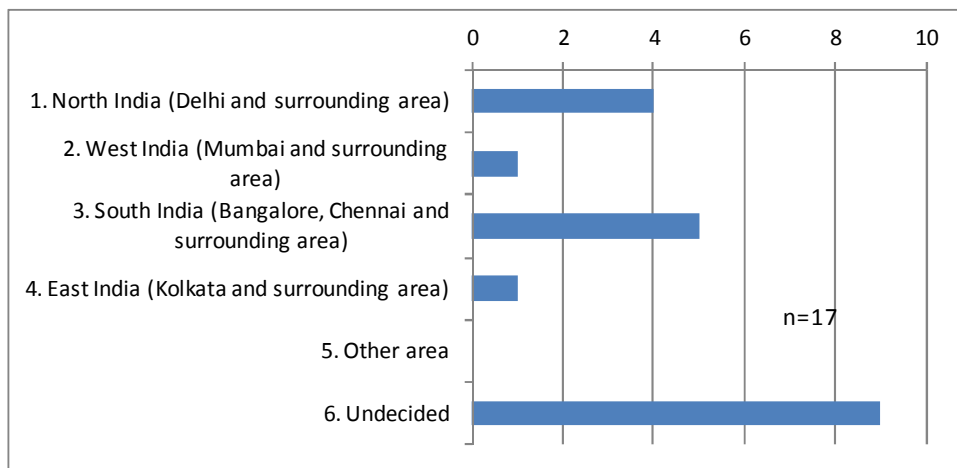 0 2 4 6 8 10
1. North India (Delhi and surrounding area)
2. West India (Mumbai and surrounding
area)
3. South India (Bangalore, Chennai and
surrounding area)
4. East India (Kolkata and surrounding area)
n=17
5. Other area
6. Undecided